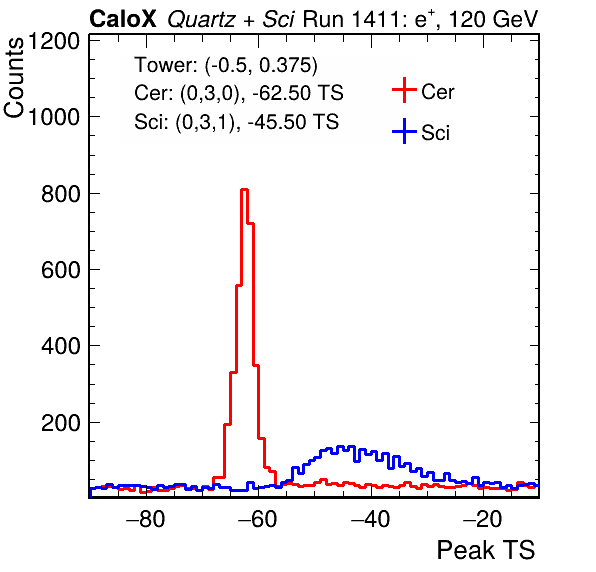 CaloX Quartz + Sci Run 1411: e+, 120 GeV
Counts
1200
1000
800
600
400
200
Tower: (-0.5, 0.375)
Cer: (0,3,0), -62.50 TS
Sci: (0,3,1), -45.50 TS
Cer
Sci
−80 −60 −40 −20
Peak TS